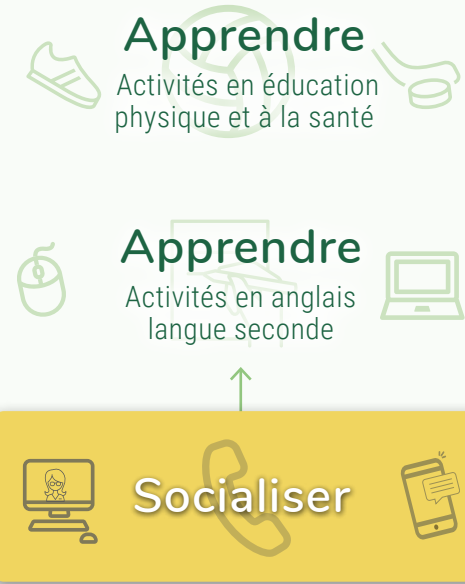 Apprendre
Activités en éducation
physique et à la santé
Apprendre
Activités en anglais
langue seconde
Socialiser